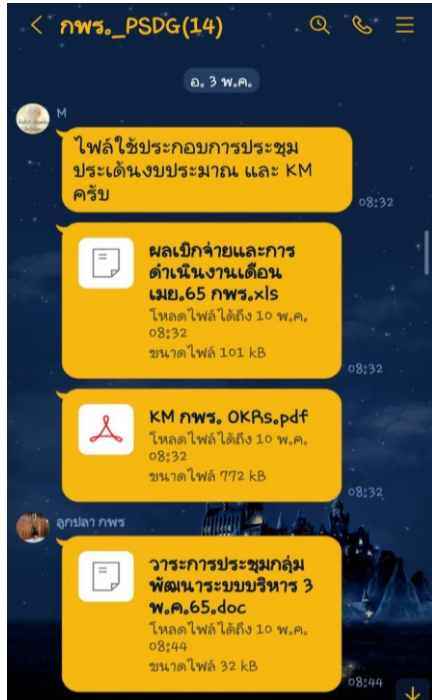 กพร._PSDG(14)
อ. 3 พ.ค.
M
ไฟล์ใช้ประกอบการประชุม
ประเด็นงบประมาณ และ KM
ครับ
08:32
ผลเบิกจ่ายและการ
ดำเนินงานเดือน
เมย.65 กพร.xls
โหลดไฟล์ได้ถึง 10 พ.ค.
08:32
ขนาดไฟล์ 101 kB
08:32
KM กพร. OKRs.pdf
โหลดไฟล์ได้ถึง 10 พ.ค.
08:32
ขนาดไฟล์ 772 kB
08:32
ลูกปลา กพร
วาระการประชุมกลุ่ม
พัฒนาระบบบริหาร 3
พ.ค.65.doc
โหลดไฟล์ได้ถึง 10 พ.ค.
08:44
ขนาดไฟล์ 32 kB
08:44